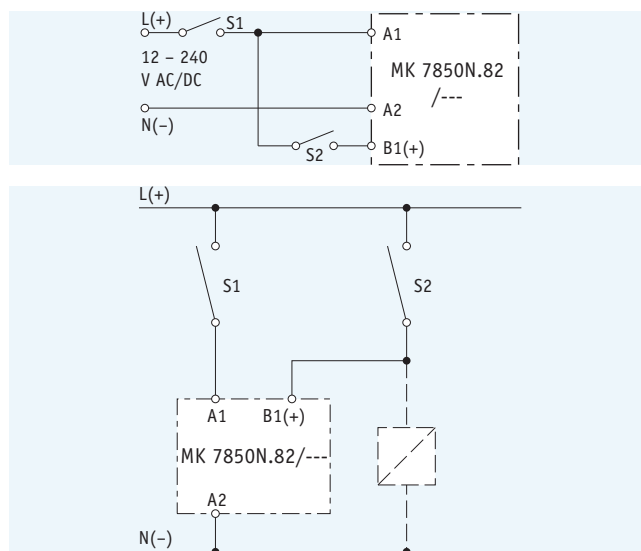 L(+)
S1
A1
12 – 240
V AC/DC
MK 7850N.82
/---
A2
N(−)
S2
B1(+)
L(+)
S1
S2
A1
B1(+)
MK 7850N.82/---
A2
N(−)